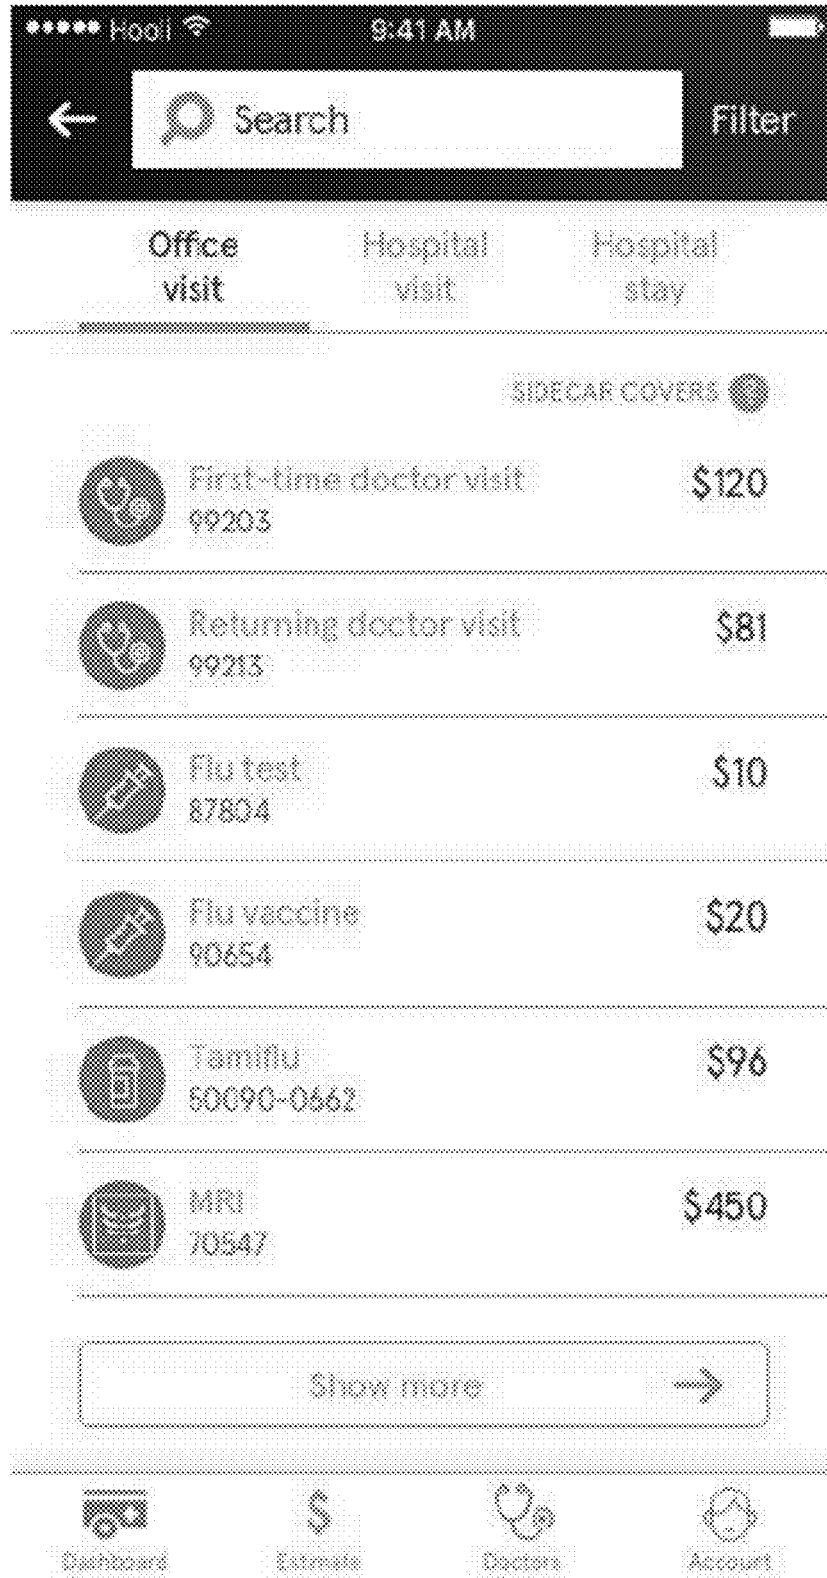 Hooli 9:41 AM
Search Filter
Office visit
Hospital visit
Hospital stay
SIDECAR COVERS ?
First-time doctor visit $120
99203
Returning doctor visit $81
99213
Flu test $10
87804
Flu vaccine $20
90654
Tamiflu $96
50090-0662
MRI $450
70547
Show more
Dashboard Estimate Doctors Account